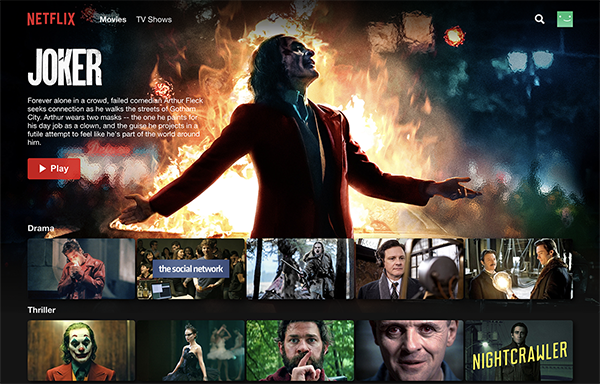 NETFLIX Movies TV Shows
JOKER
Forever alone in a crowd, failed comedian Arthur Fleck
seeks connection as he walks the streets of Gotham
City. Arthur wears two masks -- the one he paints for
his day job as a clown, and the guise he projects in a
futile attempt to feel like he's part of the world around
him.
Play
Drama
the social network
Thriller
NIGHTCRAWLER